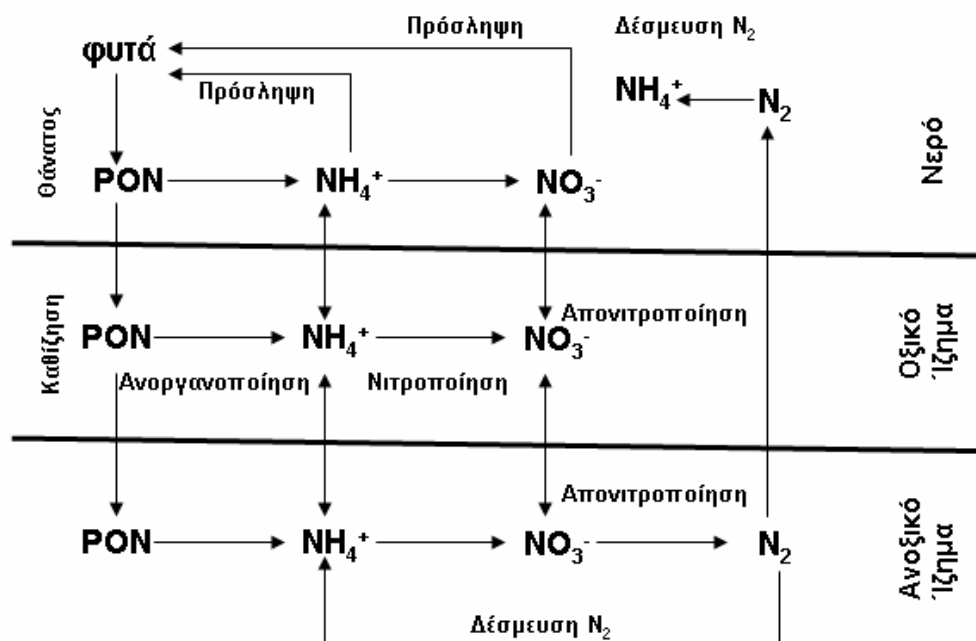 Πρόσληψη
Δέσμευση N₂
φυτά
Πρόσληψη
NH₄⁺
N₂
Θάνατος
PON
NH₄⁺
NO₃⁻
Νερό
Καθίζηση
Απονιτροποίηση
PON
NH₄⁺
NO₃⁻
Οξικό
Ίζημα
Ανοργανοποίηση
Νιτροποίηση
Απονιτροποίηση
PON
NH₄⁺
NO₃⁻
N₂
Ανοξικό
Ίζημα
Δέσμευση N₂